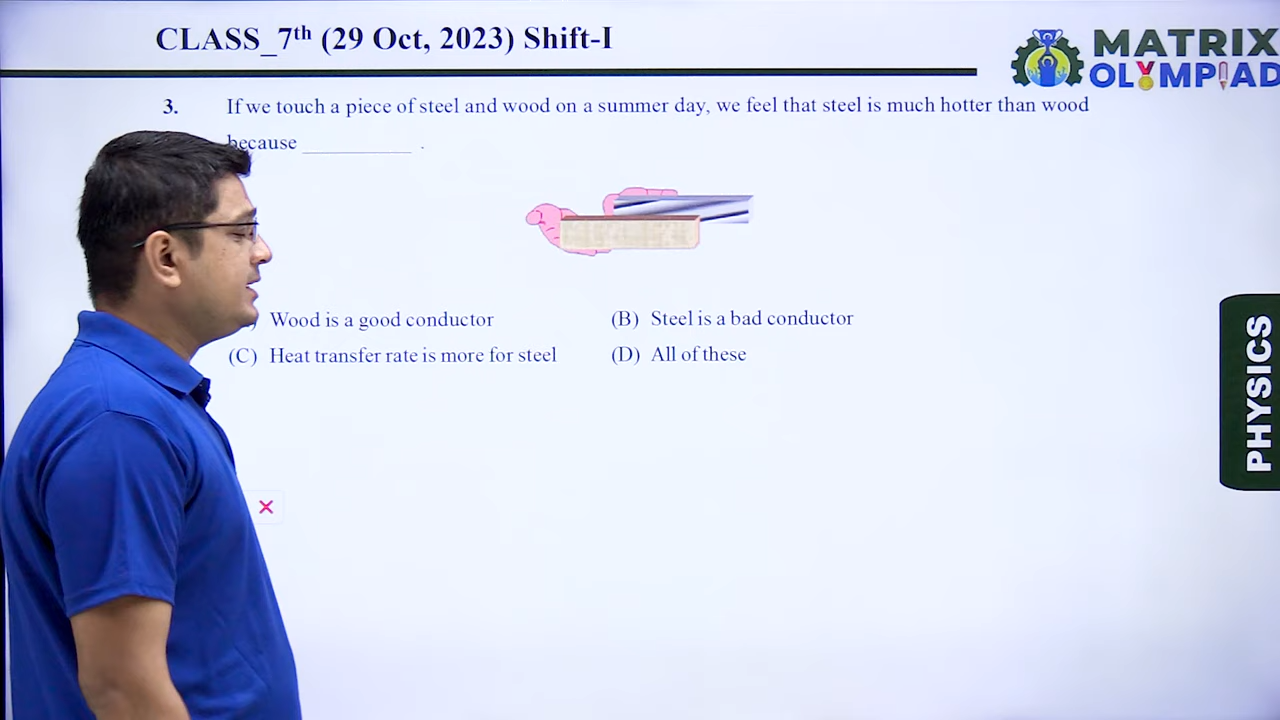 CLASS_7th (29 Oct, 2023) Shift-I
MATRIX
OLYMPIAD
3. If we touch a piece of steel and wood on a summer day, we feel that steel is much hotter than wood
because __________ .
) Wood is a good conductor (B) Steel is a bad conductor
(C) Heat transfer rate is more for steel (D) All of these
PHYSICS